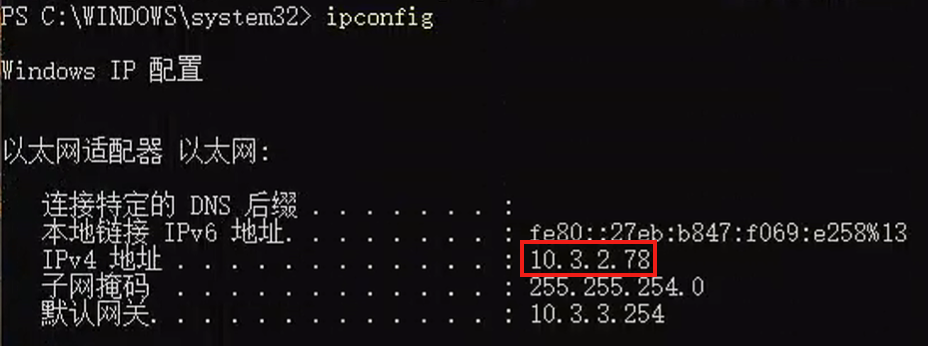 PS C:\WINDOWS\system32> ipconfig
Windows IP 配置
以太网适配器 以太网:
连接特定的 DNS 后缀 . . . . . . . :
本地链接 IPv6 地址. . . . . . . . : fe80::27eb:b847:f069:e258%13
IPv4 地址 . . . . . . . . . . . . : 10.3.2.78
子网掩码 . . . . . . . . . . . . : 255.255.254.0
默认网关. . . . . . . . . . . . . : 10.3.3.254